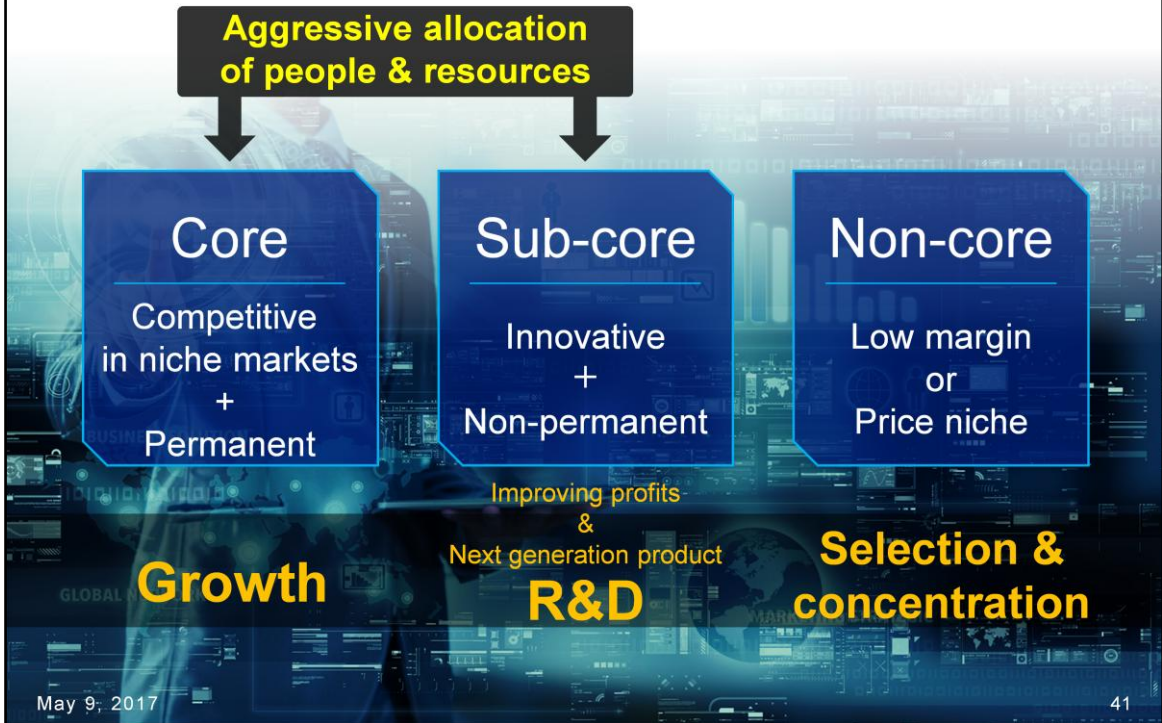 Aggressive allocation
of people & resources
Core
Competitive
in niche markets
+
Permanent
Sub-core
Innovative
+
Non-permanent
Non-core
Low margin
or
Price niche
Growth
Improving profits
&
Next generation product
R&D
Selection &
concentration
May 9, 2017
41